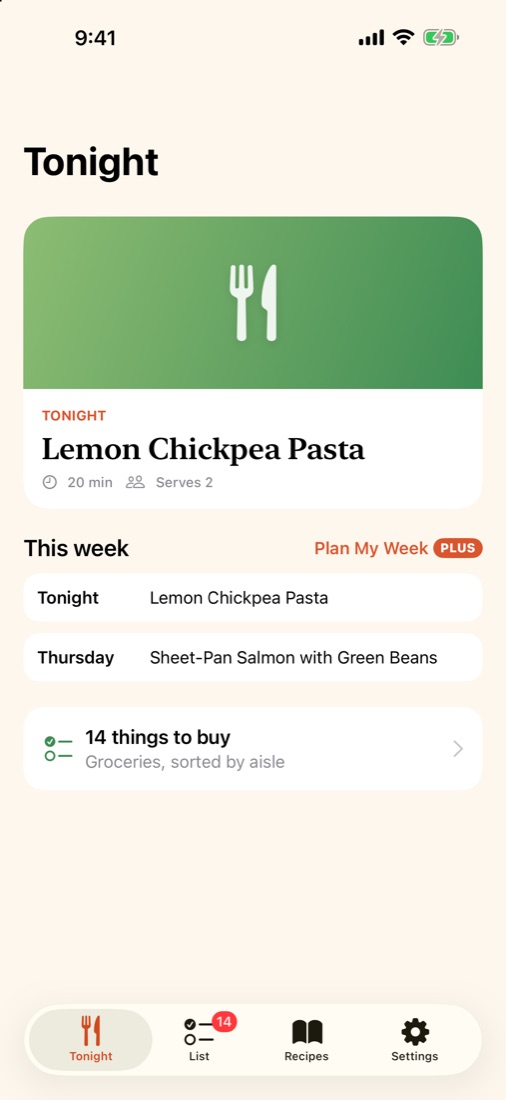 9:41
Tonight
TONIGHT
Lemon Chickpea Pasta
20 min Serves 2
This week Plan My Week PLUS
Tonight Lemon Chickpea Pasta
Thursday Sheet-Pan Salmon with Green Beans
14 things to buy
Groceries, sorted by aisle
14
Tonight List Recipes Settings